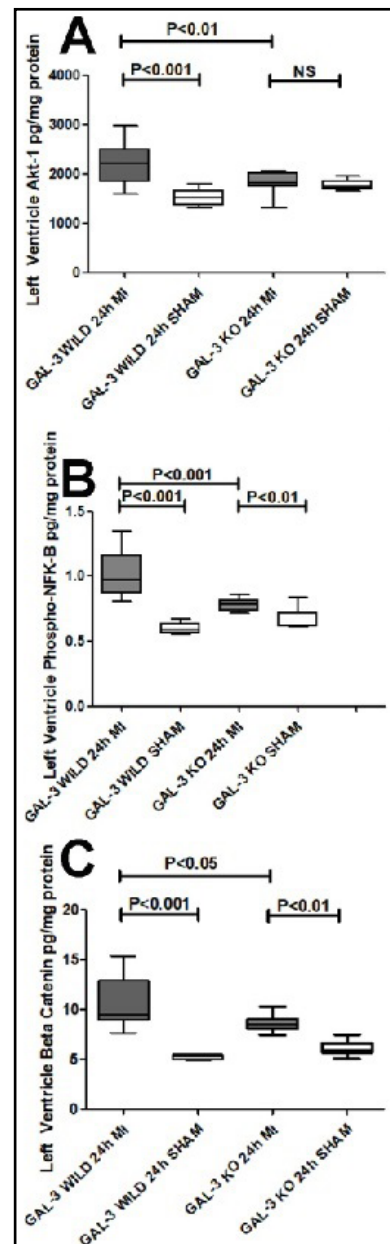 A
P<0.01
P<0.001
NS
Left Ventricle Akt-1 pg/mg protein
4000
3000
2000
1000
0
GAL-3 WILD 24h MI
GAL-3 WILD 24h SHAM
GAL-3 KO 24h MI
GAL-3 KO 24h SHAM
B
P<0.001
P<0.001
P<0.01
Left Ventricle Phospho-NFK-B pg/mg protein
1.5
1.0
0.5
0.0
GAL-3 WILD 24h MI
GAL-3 WILD SHAM
GAL-3 KO 24h MI
GAL-3 KO SHAM
C
P<0.05
P<0.001
P<0.01
Left Ventricle Beta Catenin pg/mg protein
20
15
10
5
0
GAL-3 WILD 24h MI
GAL-3 WILD 24h SHAM
GAL-3 KO 24h MI
GAL-3 KO 24h SHAM